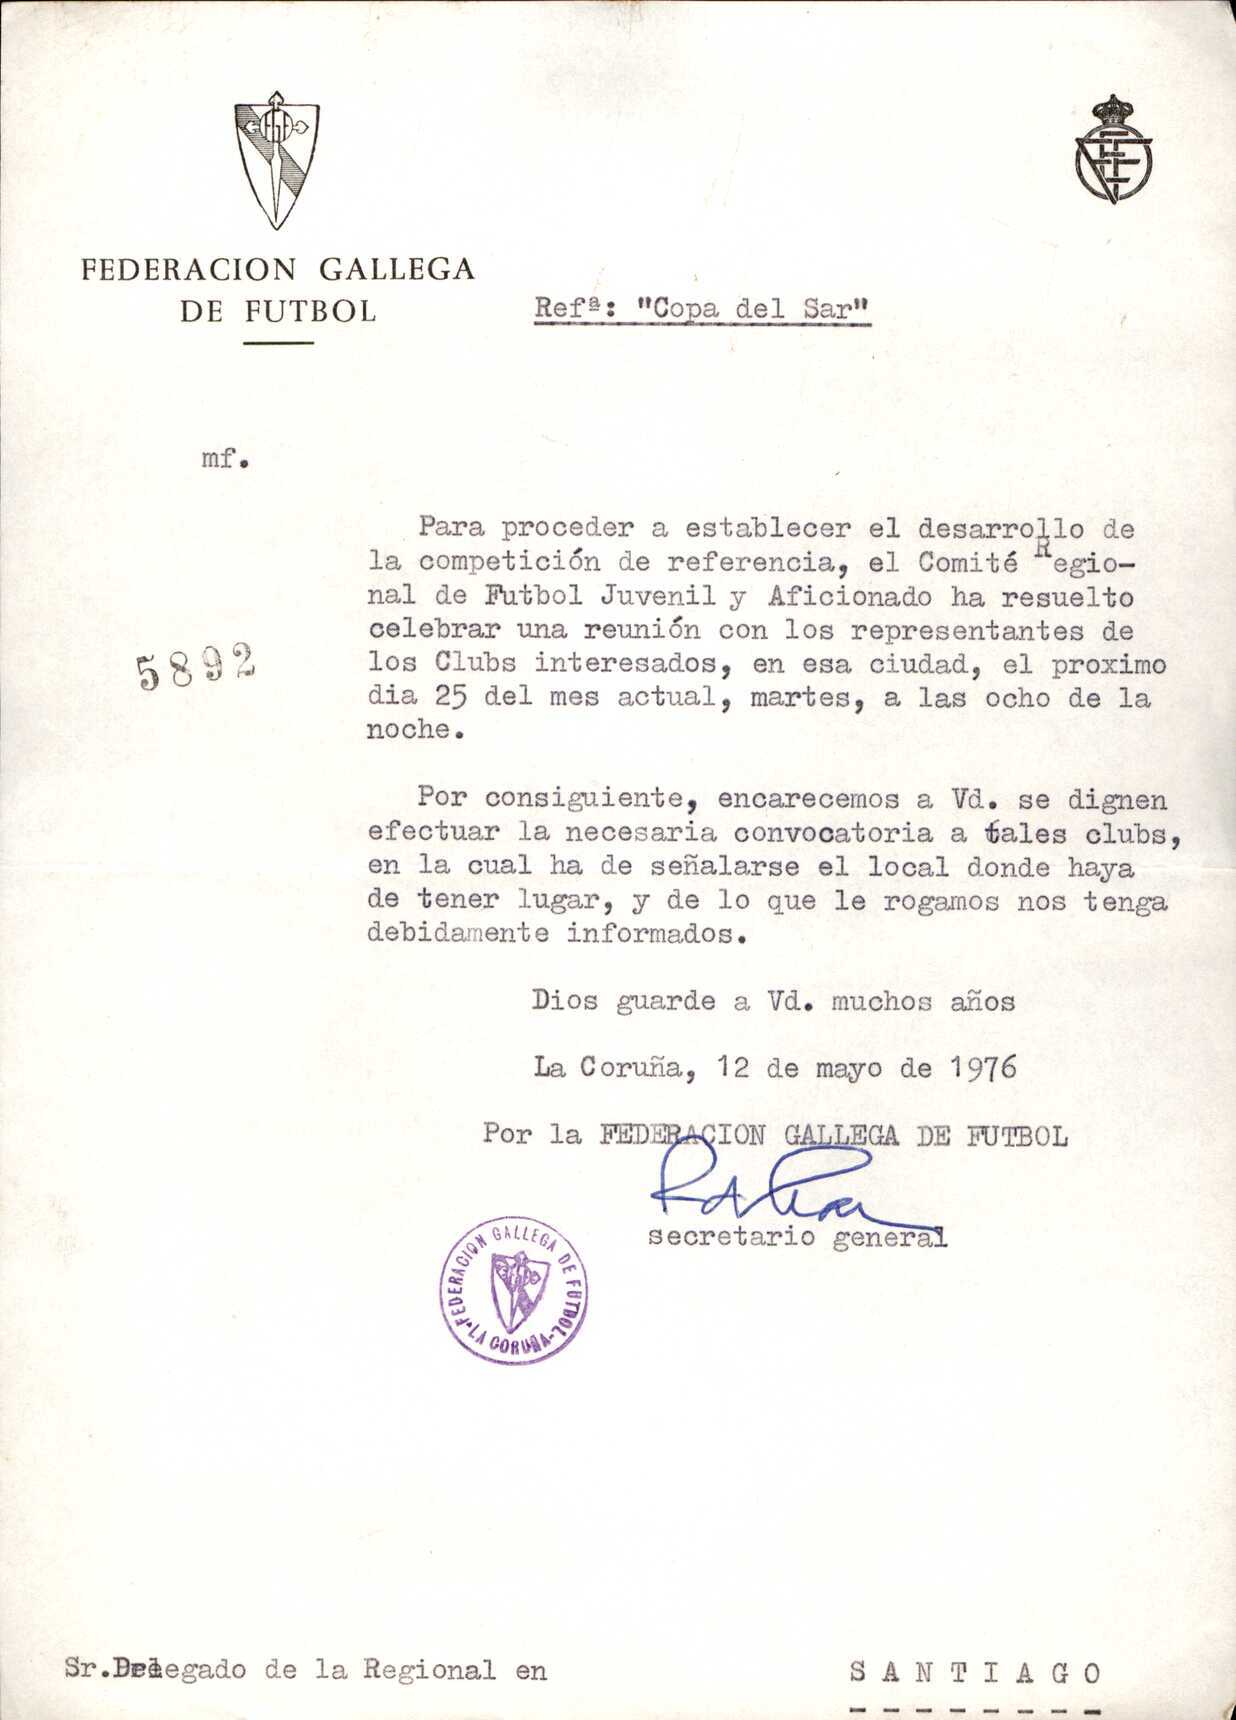 FEDERACION GALLEGA
DE FUTBOL
Refª: "Copa del Sar"
mf.
Para proceder a establecer el desarrollo de
la competición de referencia, el Comité Regio-
nal de Futbol Juvenil y Aficionado ha resuelto
celebrar una reunión con los representantes de
los Clubs interesados, en esa ciudad, el proximo
dia 25 del mes actual, martes, a las ocho de la
noche.
5892
Por consiguiente, encarecemos a Vd. se dignen
efectuar la necesaria convocatoria a tales clubs,
en la cual ha de señalarse el local donde haya
de tener lugar, y de lo que le rogamos nos tenga
debidamente informados.
Dios guarde a Vd. muchos años
La Coruña, 12 de mayo de 1976
Por la FEDERACION GALLEGA DE FUTBOL
secretario general
FEDERACION GALLEGA DE FUTBOL
LA CORUÑA
Sr.Delegado de la Regional en
S A N T I A G O